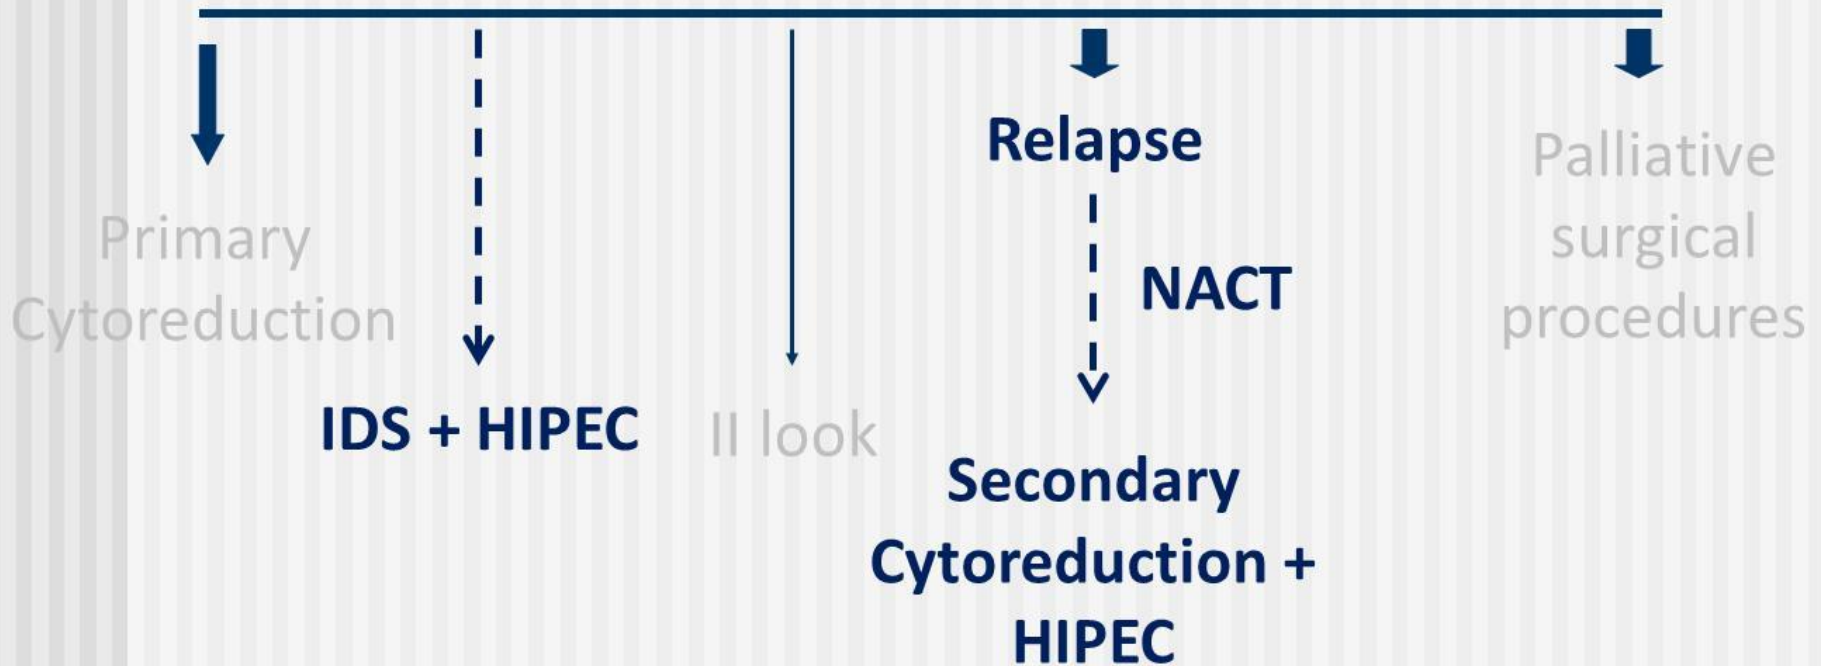 Primary
Cytoreduction
IDS + HIPEC
II look
Relapse
NACT
Secondary
Cytoreduction +
HIPEC
Palliative
surgical
procedures